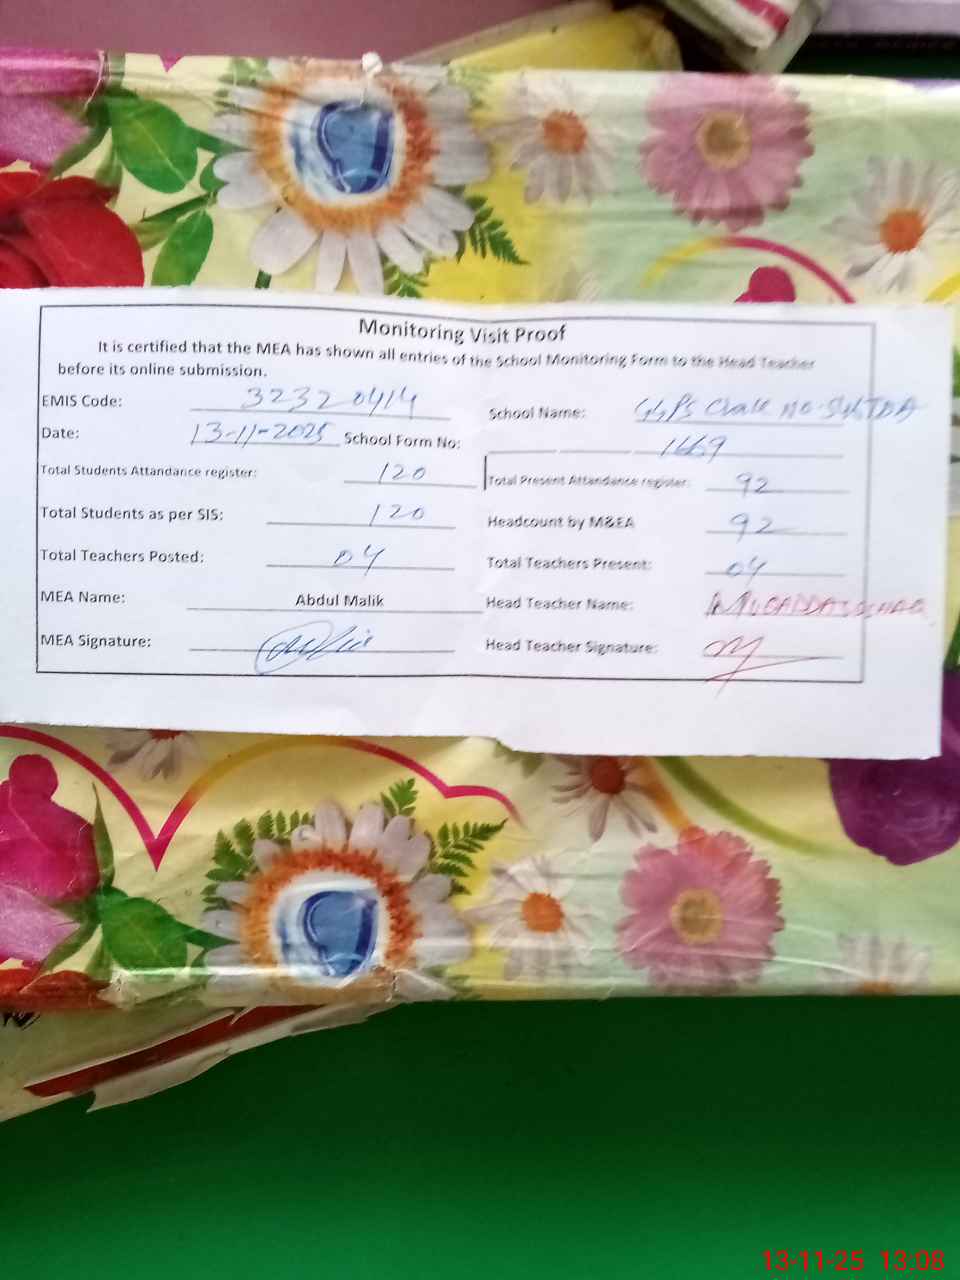 Monitoring Visit Proof
It is certified that the MEA has shown all entries of the School Monitoring Form to the Head Teacher
before its online submission.
EMIS Code: 32320414 School Name: GGPS Chak No. TDA
Date: 13-11-2025 School Form No: 1669
Total Students Attandance register: 120 Total Present Attandance register: 92
Total Students as per SIS: 120 Headcount by M&EA 92
Total Teachers Posted: 04 Total Teachers Present: 04
MEA Name: Abdul Malik Head Teacher Name:
MEA Signature: Head Teacher Signature:
13-11-25 13:08